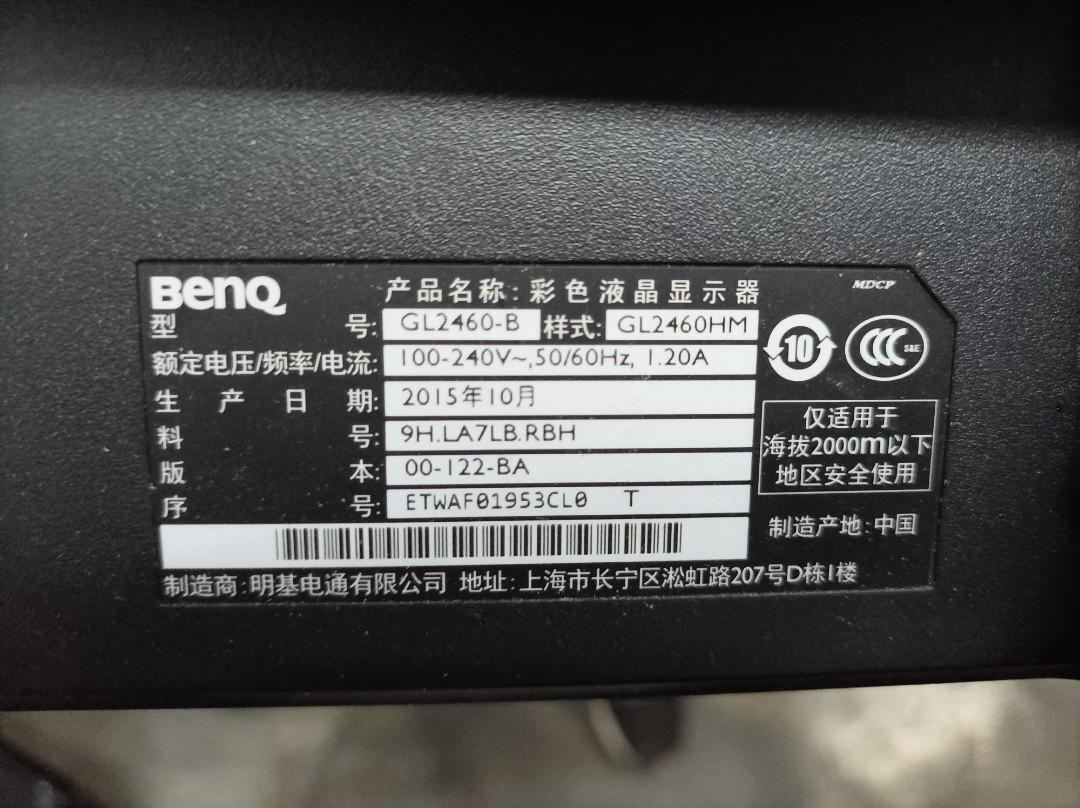 BenQ
产品名称：彩色液晶显示器
MDCP
型号: GL2460-B 样式: GL2460HM
额定电压/频率/电流: 100-240V~,50/60Hz, 1.20A
生产日期: 2015年10月
料号: 9H.LA7LB.RBH
版本: 00-122-BA
序号: ETWAF01953CL0 T
10
CCC S&E
仅适用于
海拔2000m以下
地区安全使用
制造产地: 中国
制造商:明基电通有限公司 地址:上海市长宁区淞虹路207号D栋1楼